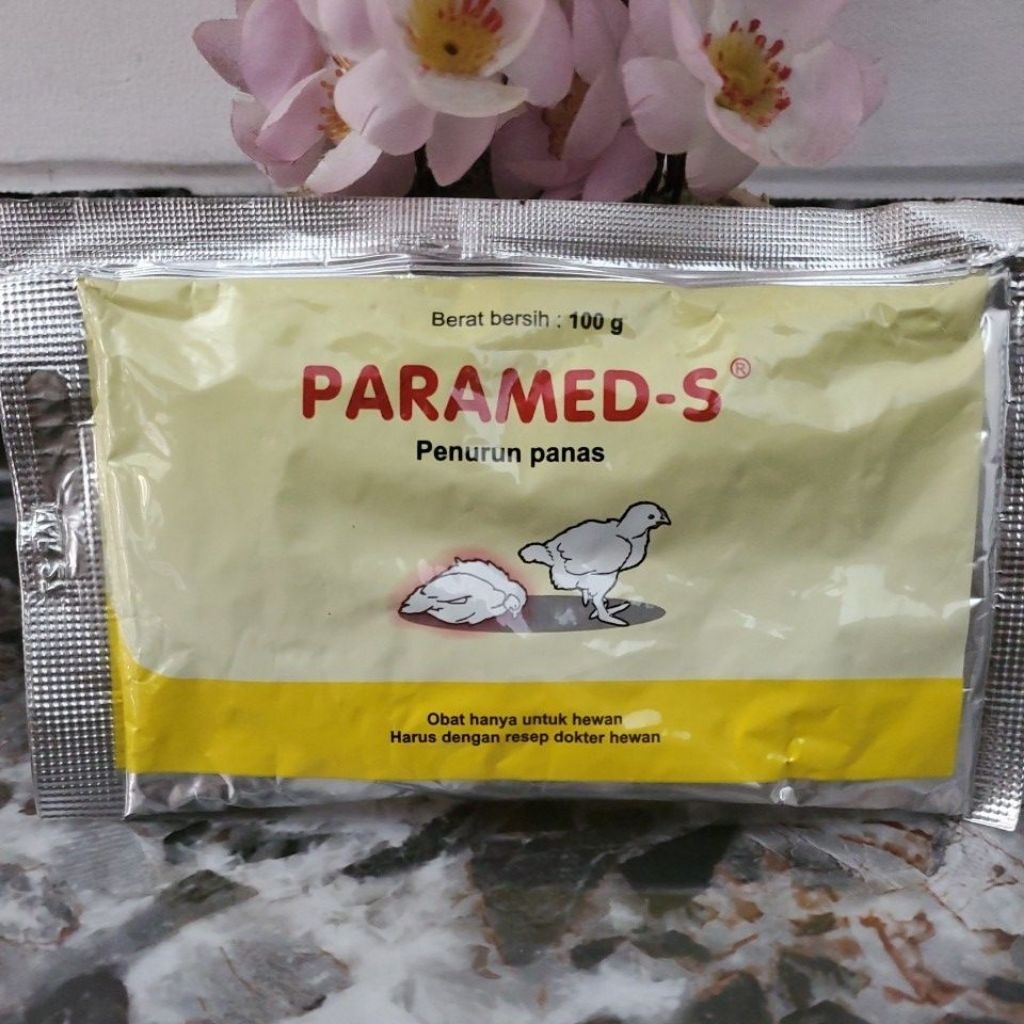 Berat bersih : 100 g
PARAMED-S®
Penurun panas
Obat hanya untuk hewan
Harus dengan resep dokter hewan